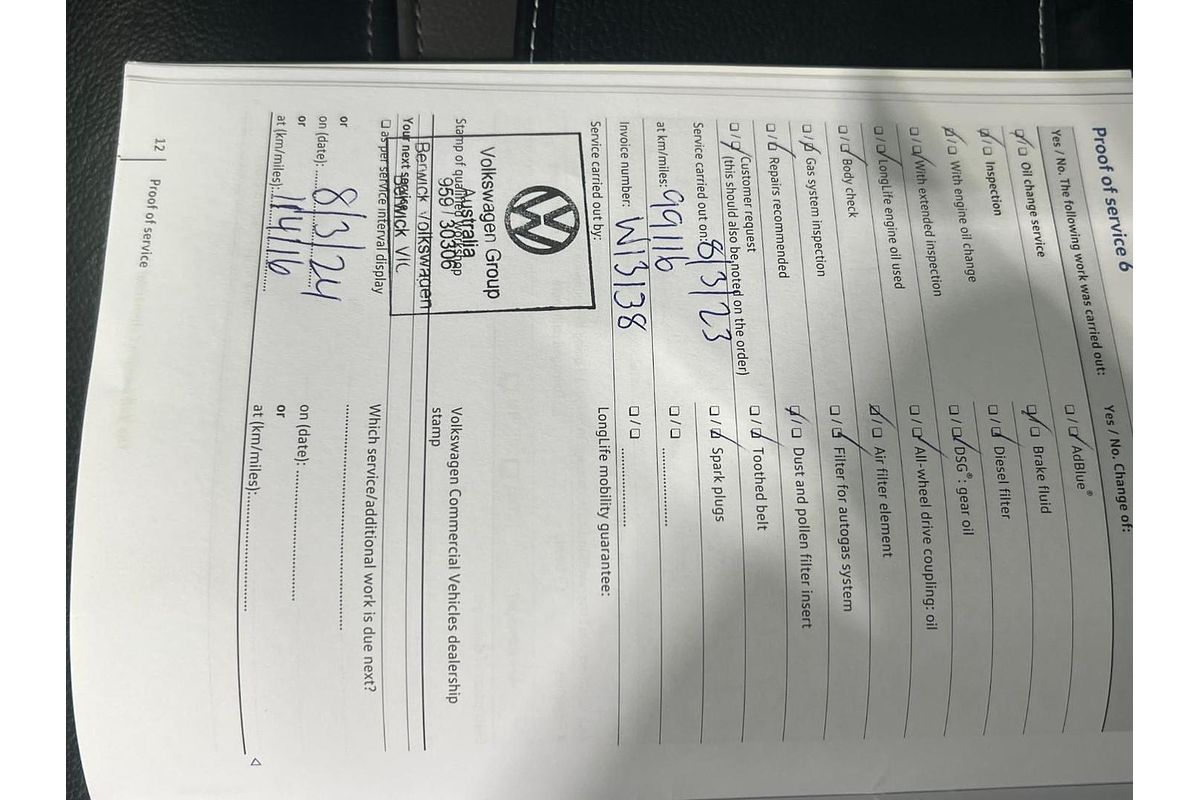 Proof of service 6
Yes / No. The following work was carried out:
☑/☐ Oil change service
☑/☐ Inspection
☑/☐ With engine oil change
☐/☑ With extended inspection
☐/☑ LongLife engine oil used
☐/☑ Body check
☐/☑ Gas system inspection
☐/☑ Repairs recommended
☐/☑ Customer request
(this should also be noted on the order)
Service carried out on: 8/3/23
at km/miles: 99116
Invoice number: W13138
Service carried out by:
Volkswagen Group
Australia
959 / 30306
Berwick Volkswagen
Berwick VIC
Stamp of qualified workshop
Your next service:
☐ as per service interval display
or
on (date): 8/3/24
or
at (km/miles): 114116
Yes / No. Change of:
☐/☑ AdBlue®
☑/☐ Brake fluid
☐/☑ Diesel filter
☐/☑ DSG®: gear oil
☐/☑ All-wheel drive coupling: oil
☑/☐ Air filter element
☐/☑ Filter for autogas system
☑/☐ Dust and pollen filter insert
☐/☑ Toothed belt
☐/☑ Spark plugs
☐/☐ ....................
☐/☐ ....................
LongLife mobility guarantee:
Volkswagen Commercial Vehicles dealership
stamp
Which service/additional work is due next?
............................................................
on (date): ....................................
or
at (km/miles): ................................
12 Proof of service